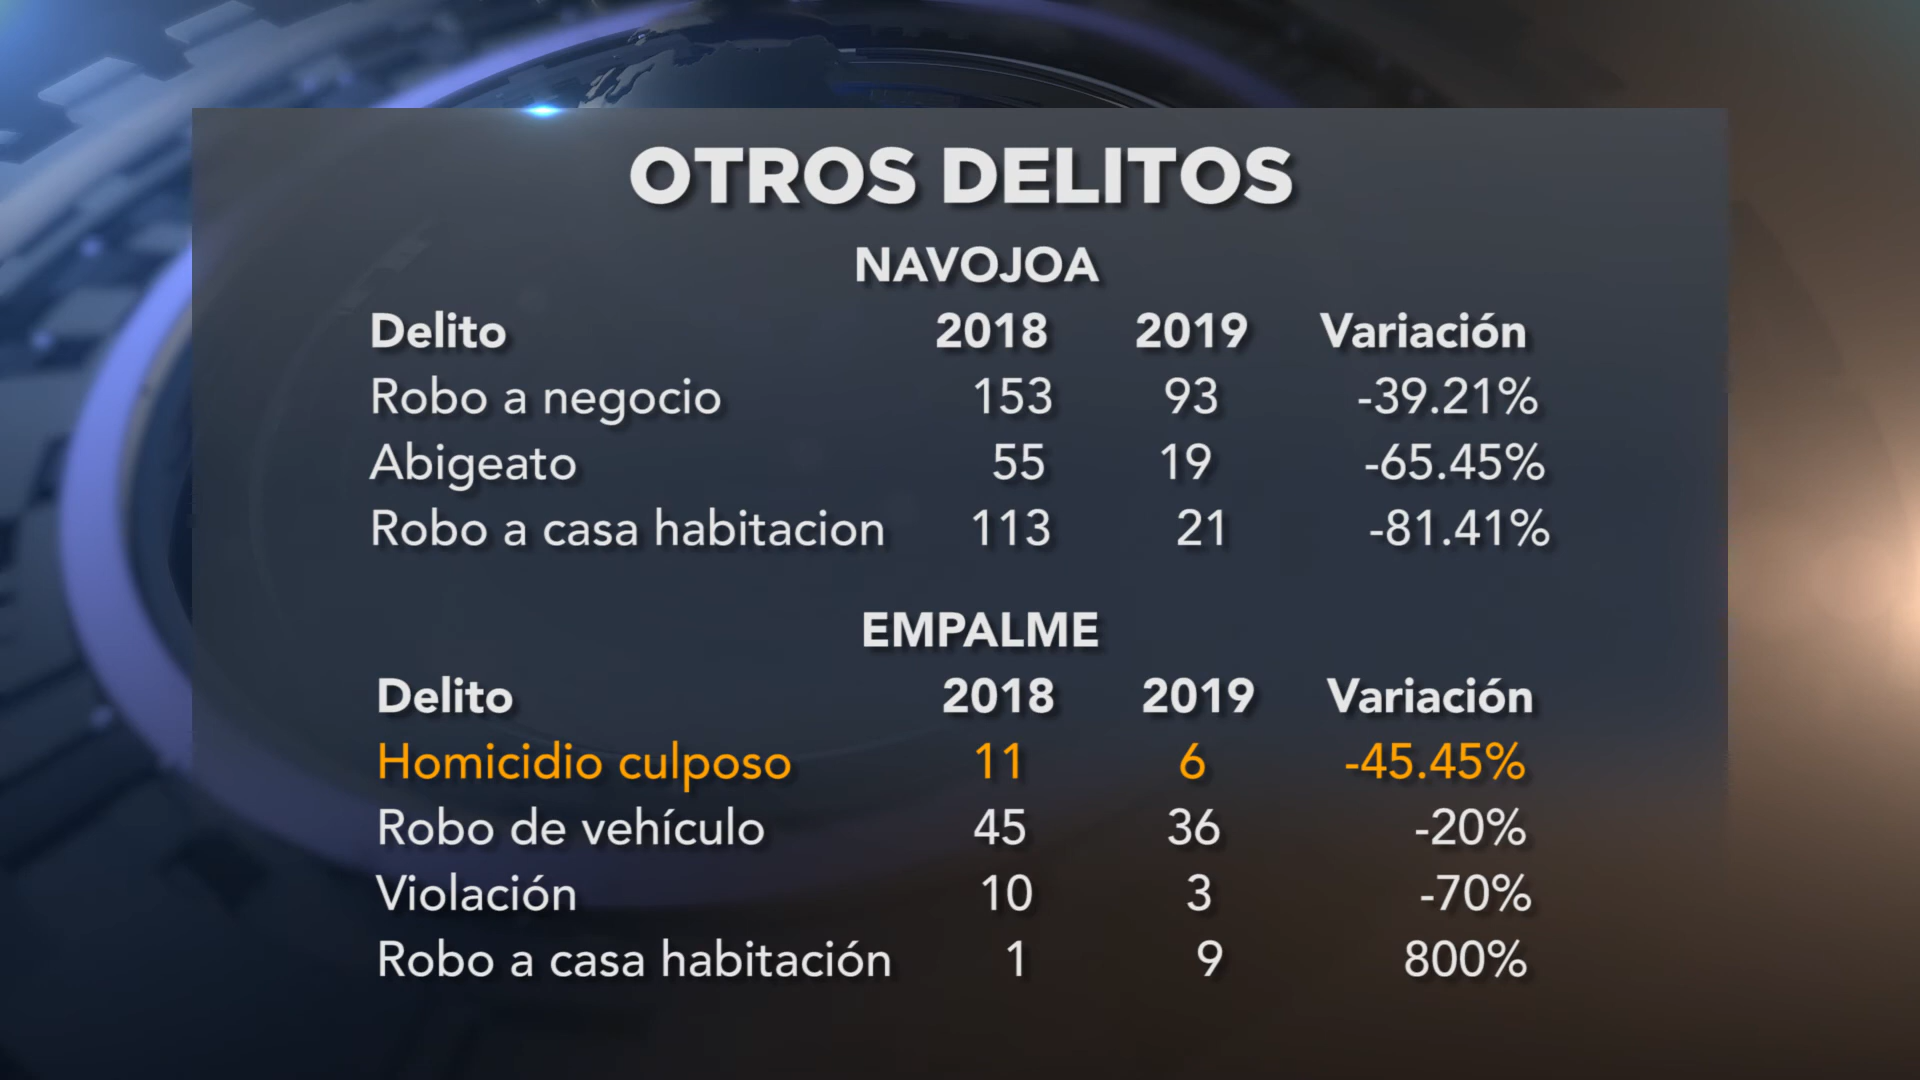 OTROS DELITOS
NAVOJOA
Delito 2018 2019 Variación
Robo a negocio 153 93 -39.21%
Abigeato 55 19 -65.45%
Robo a casa habitacion 113 21 -81.41%
EMPALME
Delito 2018 2019 Variación
Homicidio culposo 11 6 -45.45%
Robo de vehículo 45 36 -20%
Violación 10 3 -70%
Robo a casa habitación 1 9 800%